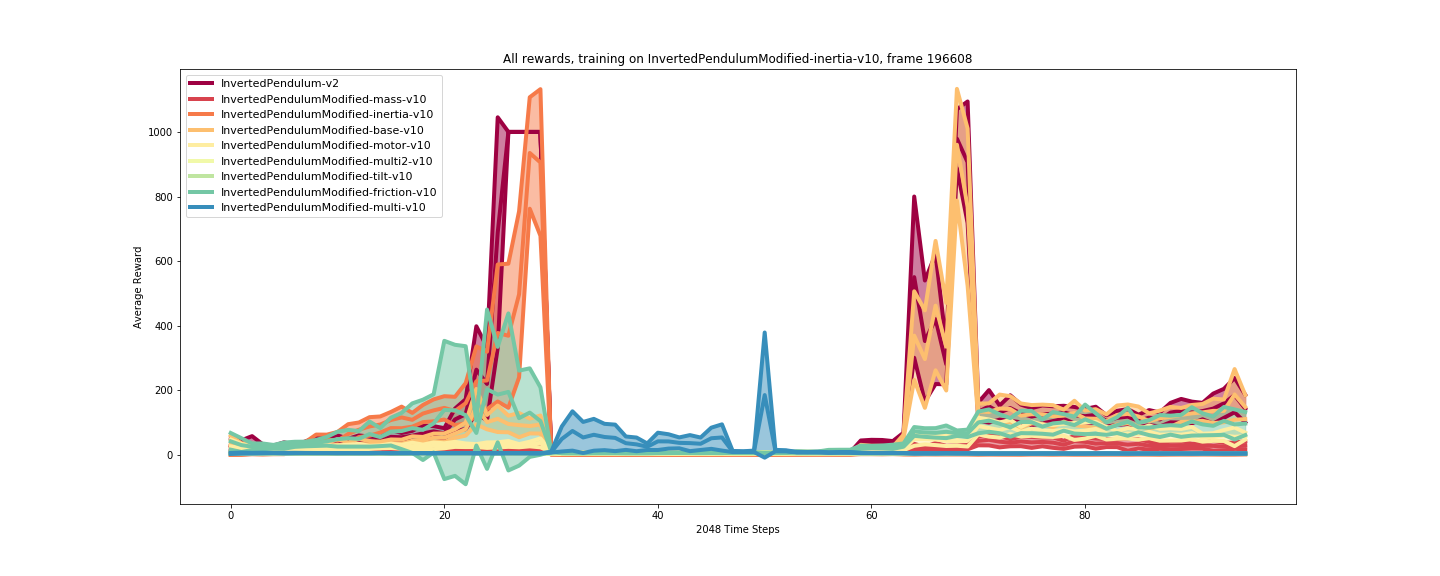 All rewards, training on InvertedPendulumModified-inertia-v10, frame 196608
InvertedPendulum-v2
InvertedPendulumModified-mass-v10
InvertedPendulumModified-inertia-v10
InvertedPendulumModified-base-v10
InvertedPendulumModified-motor-v10
InvertedPendulumModified-multi2-v10
InvertedPendulumModified-tilt-v10
InvertedPendulumModified-friction-v10
InvertedPendulumModified-multi-v10
Average Reward
1000
800
600
400
200
0
0 20 40 60 80
2048 Time Steps